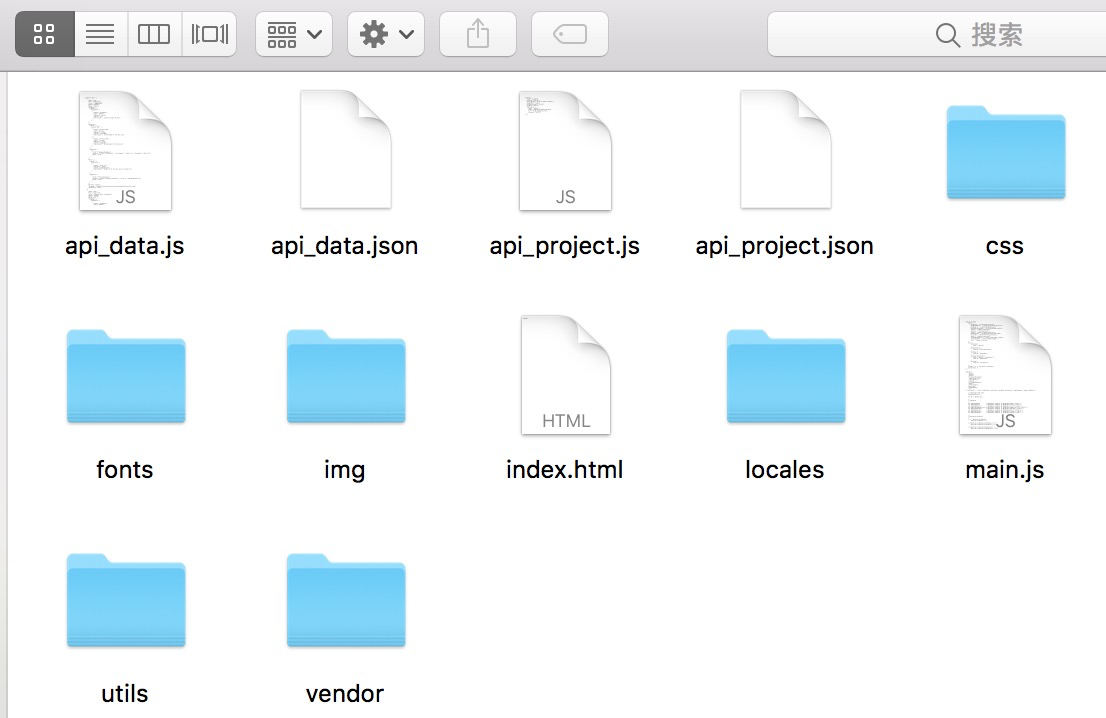 搜索
JS
JS
api_data.js
api_data.json
api_project.js
api_project.json
css
HTML
JS
fonts
img
index.html
locales
main.js
utils
vendor